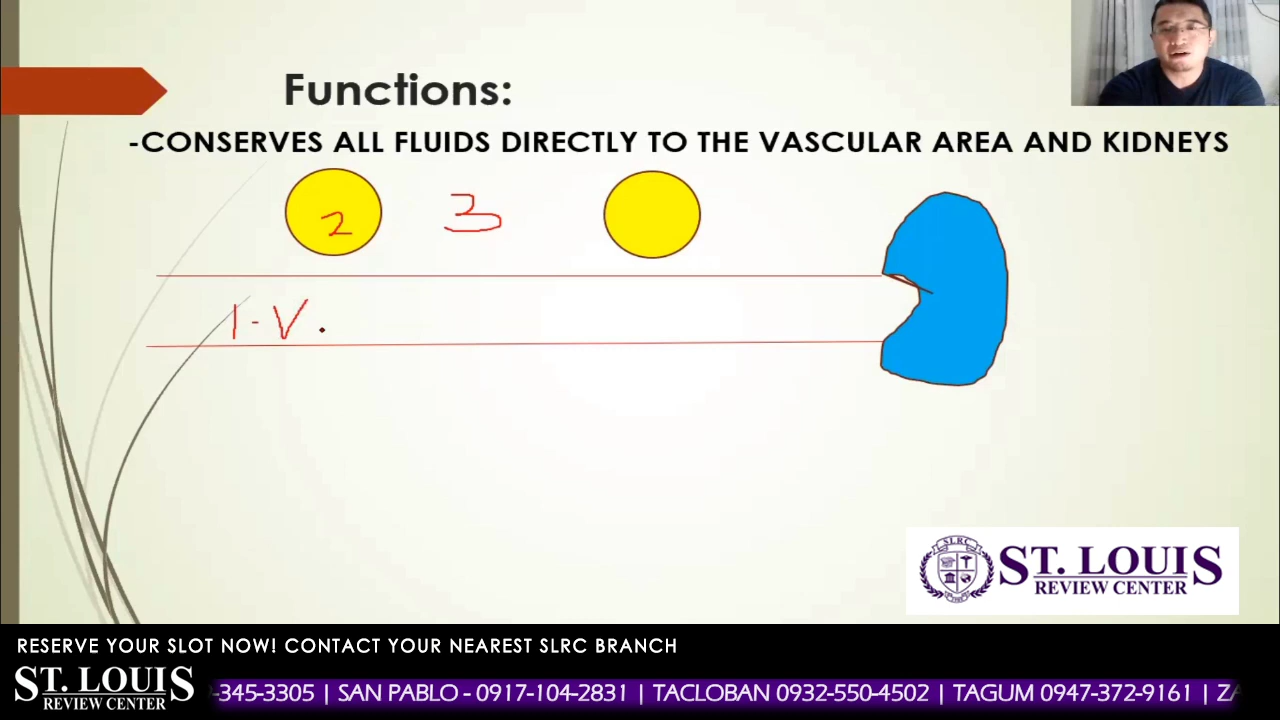 Functions:
-CONSERVES ALL FLUIDS DIRECTLY TO THE VASCULAR AREA AND KIDNEYS
2 3
1-V.
SLRC
ST. LOUIS
REVIEW CENTER
RESERVE YOUR SLOT NOW! CONTACT YOUR NEAREST SLRC BRANCH
ST. LOUIS
REVIEW CENTER
-345-3305 | SAN PABLO - 0917-104-2831 | TACLOBAN 0932-550-4502 | TAGUM 0947-372-9161 |